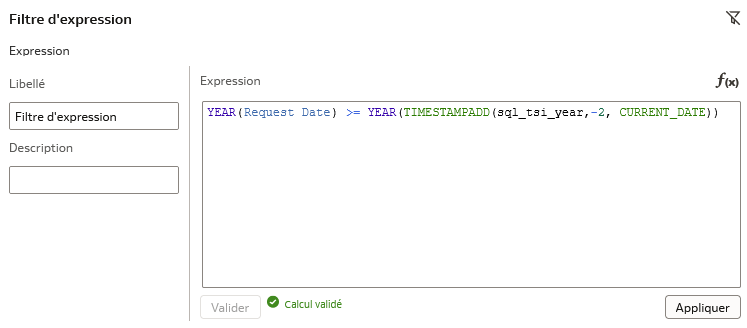 Filtre d'expression
Expression
Libellé
Filtre d'expression
Description
Expression
f(x)
YEAR(Request Date) >= YEAR(TIMESTAMPADD(sql_tsi_year,-2, CURRENT_DATE))
Valider
Calcul validé
Appliquer